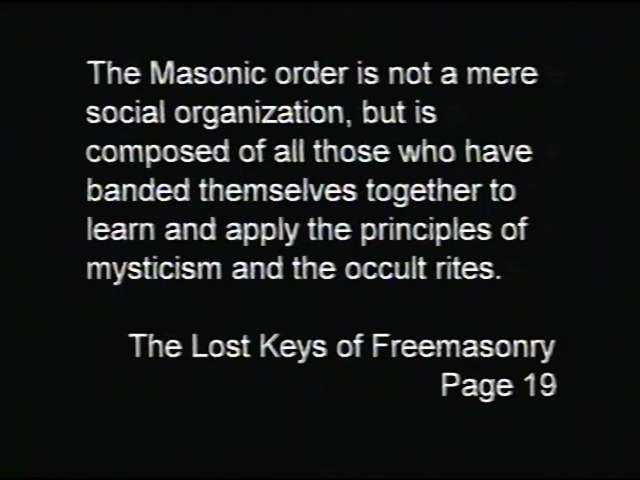 The Masonic order is not a mere
social organization, but is
composed of all those who have
banded themselves together to
learn and apply the principles of
mysticism and the occult rites.
The Lost Keys of Freemasonry
Page 19